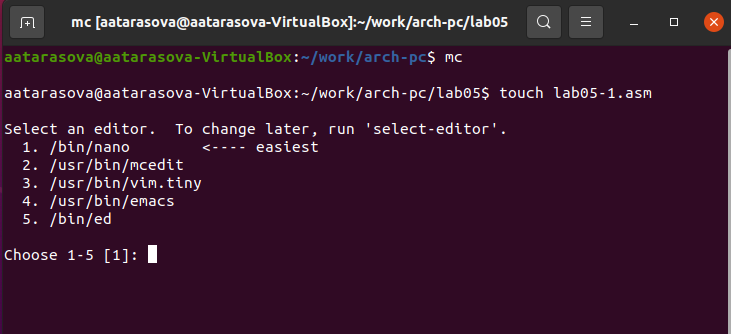 mc [aatarasova@aatarasova-VirtualBox]:~/work/arch-pc/lab05
aatarasova@aatarasova-VirtualBox:~/work/arch-pc$ mc
aatarasova@aatarasova-VirtualBox:~/work/arch-pc/lab05$ touch lab05-1.asm
Select an editor.  To change later, run 'select-editor'.
  1. /bin/nano        <---- easiest
  2. /usr/bin/mcedit
  3. /usr/bin/vim.tiny
  4. /usr/bin/emacs
  5. /bin/ed
Choose 1-5 [1]: